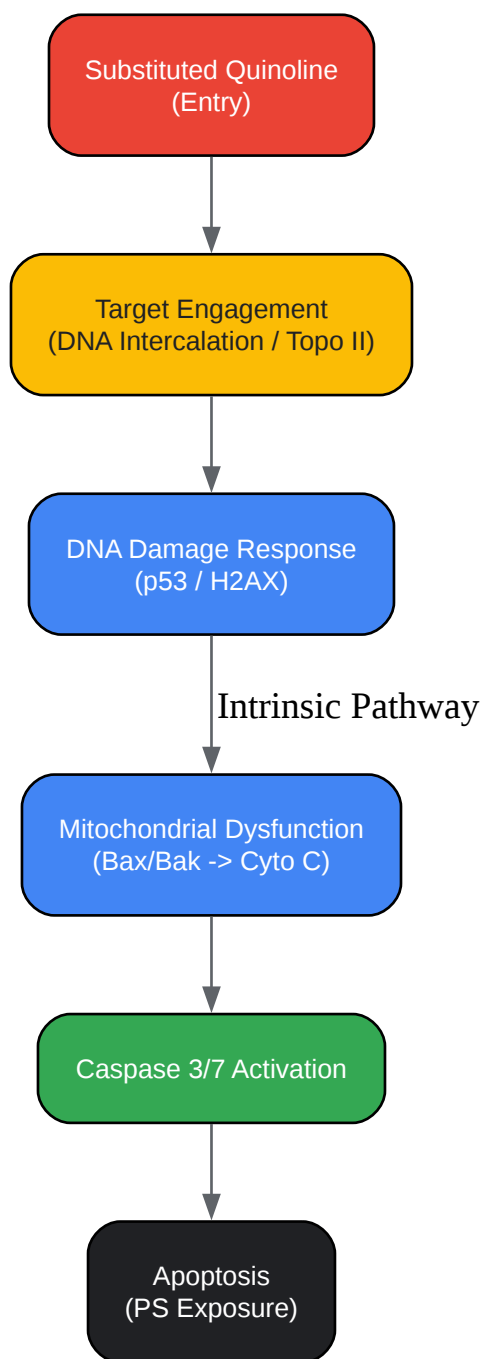 Substituted Quinoline
(Entry)
Target Engagement
(DNA Intercalation / Topo II)
DNA Damage Response
(p53 / H2AX)
Intrinsic Pathway
Mitochondrial Dysfunction
(Bax/Bak -> Cyto C)
Caspase 3/7 Activation
Apoptosis
(PS Exposure)